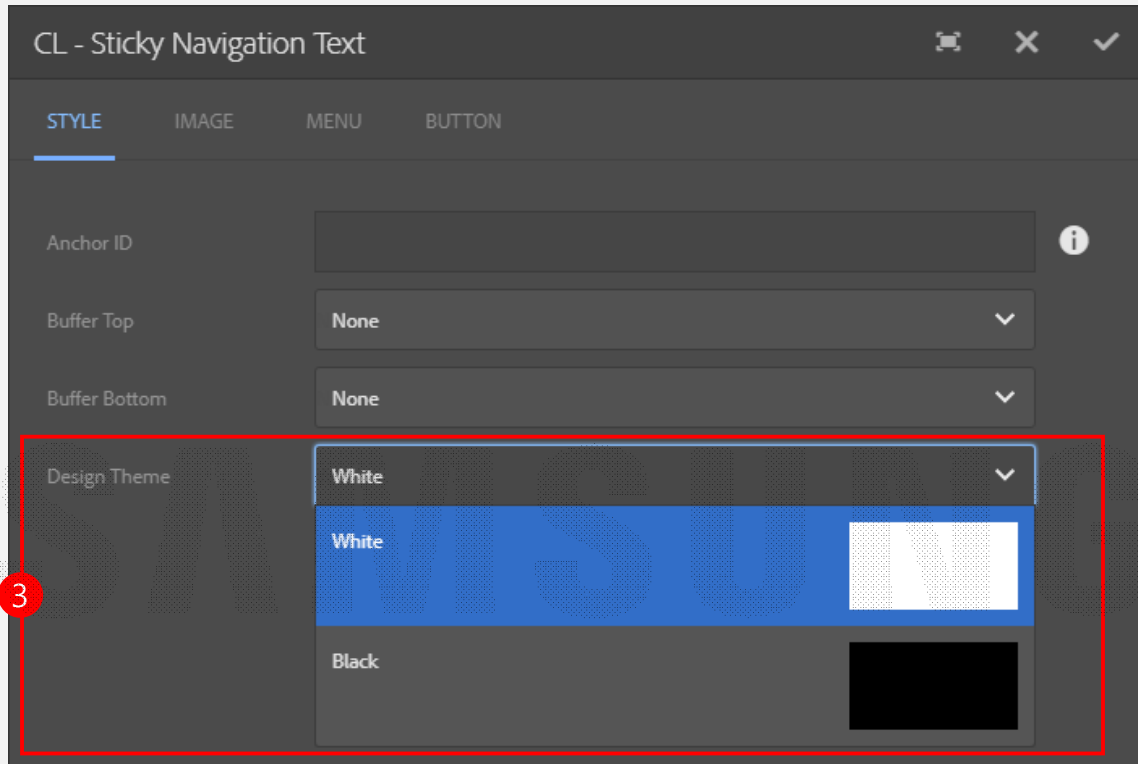 CL - Sticky Navigation Text
STYLE IMAGE MENU BUTTON
Anchor ID
Buffer Top None
Buffer Bottom None
Design Theme White
White
3
Black
SAMSUNG